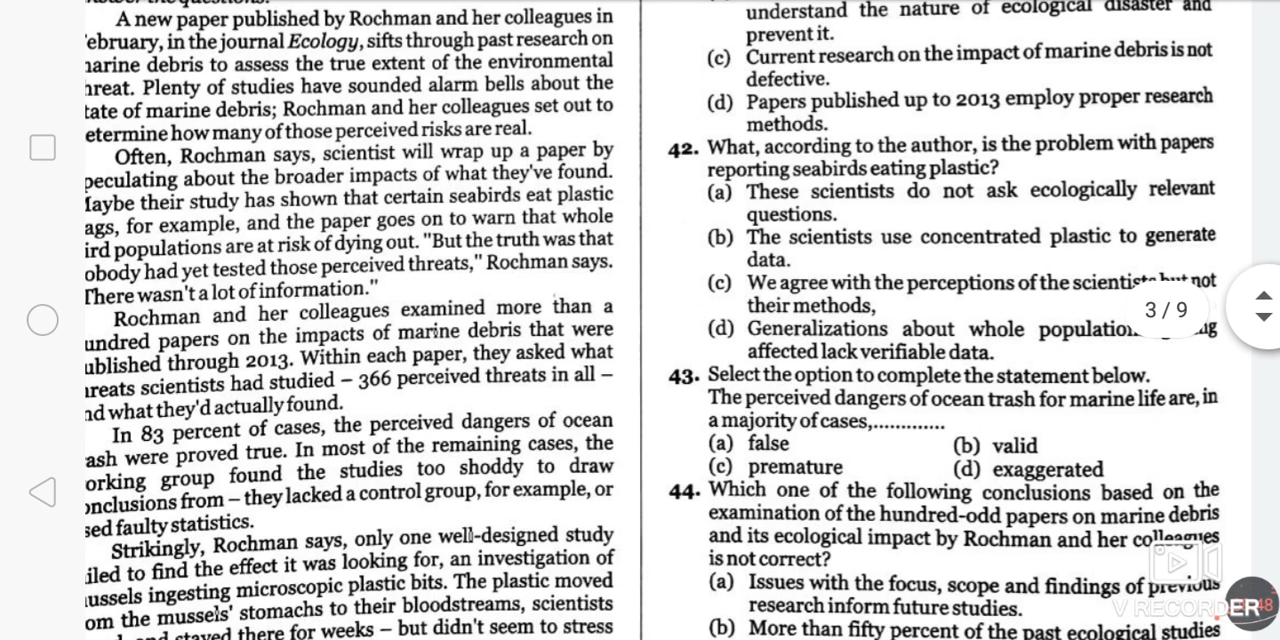 A new paper published by Rochman and her colleagues in
ebruary, in the journal Ecology, sifts through past research on
arine debris to assess the true extent of the environmental
hreat. Plenty of studies have sounded alarm bells about the
tate of marine debris; Rochman and her colleagues set out to
etermine how many of those perceived risks are real.
Often, Rochman says, scientist will wrap up a paper by
peculating about the broader impacts of what they've found.
aybe their study has shown that certain seabirds eat plastic
ags, for example, and the paper goes on to warn that whole
ird populations are at risk of dying out. "But the truth was that
obody had yet tested those perceived threats," Rochman says.
There wasn't a lot of information."
Rochman and her colleagues examined more than a
undred papers on the impacts of marine debris that were
ublished through 2013. Within each paper, they asked what
hreats scientists had studied – 366 perceived threats in all –
nd what they'd actually found.
In 83 percent of cases, the perceived dangers of ocean
ash were proved true. In most of the remaining cases, the
orking group found the studies too shoddy to draw
onclusions from – they lacked a control group, for example, or
sed faulty statistics.
Strikingly, Rochman says, only one well-designed study
iled to find the effect it was looking for, an investigation of
ussels ingesting microscopic plastic bits. The plastic moved
om the mussels' stomachs to their bloodstreams, scientists
and stayed there for weeks – but didn't seem to stress
understand the nature of ecological disaster and
prevent it.
(c) Current research on the impact of marine debris is not
defective.
(d) Papers published up to 2013 employ proper research
methods.
42. What, according to the author, is the problem with papers
reporting seabirds eating plastic?
(a) These scientists do not ask ecologically relevant
questions.
(b) The scientists use concentrated plastic to generate
data.
(c) We agree with the perceptions of the scientists but not
their methods,
(d) Generalizations about whole population
affected lack verifiable data.
3 / 9
43. Select the option to complete the statement below.
The perceived dangers of ocean trash for marine life are, in
a majority of cases,.............
(a) false (b) valid
(c) premature (d) exaggerated
44. Which one of the following conclusions based on the
examination of the hundred-odd papers on marine debris
and its ecological impact by Rochman and her colleagues
is not correct?
(a) Issues with the focus, scope and findings of previous
research inform future studies.
(b) More than fifty percent of the past ecological studies
V RECORDER